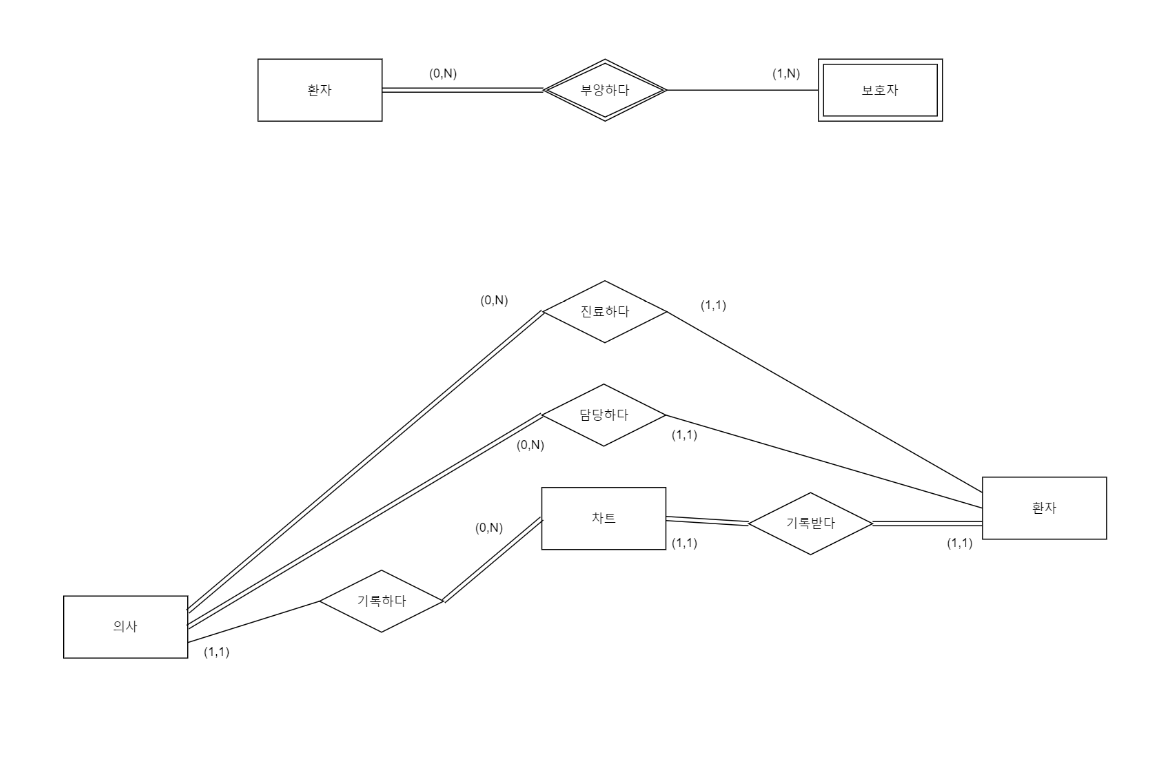 (0,N)
(1,N)
환자
부양하다
보호자
(0,N)
진료하다
(1,1)
담당하다
(0,N)
(1,1)
환자
차트
(0,N)
기록받다
(1,1)
(1,1)
기록하다
의사
(1,1)